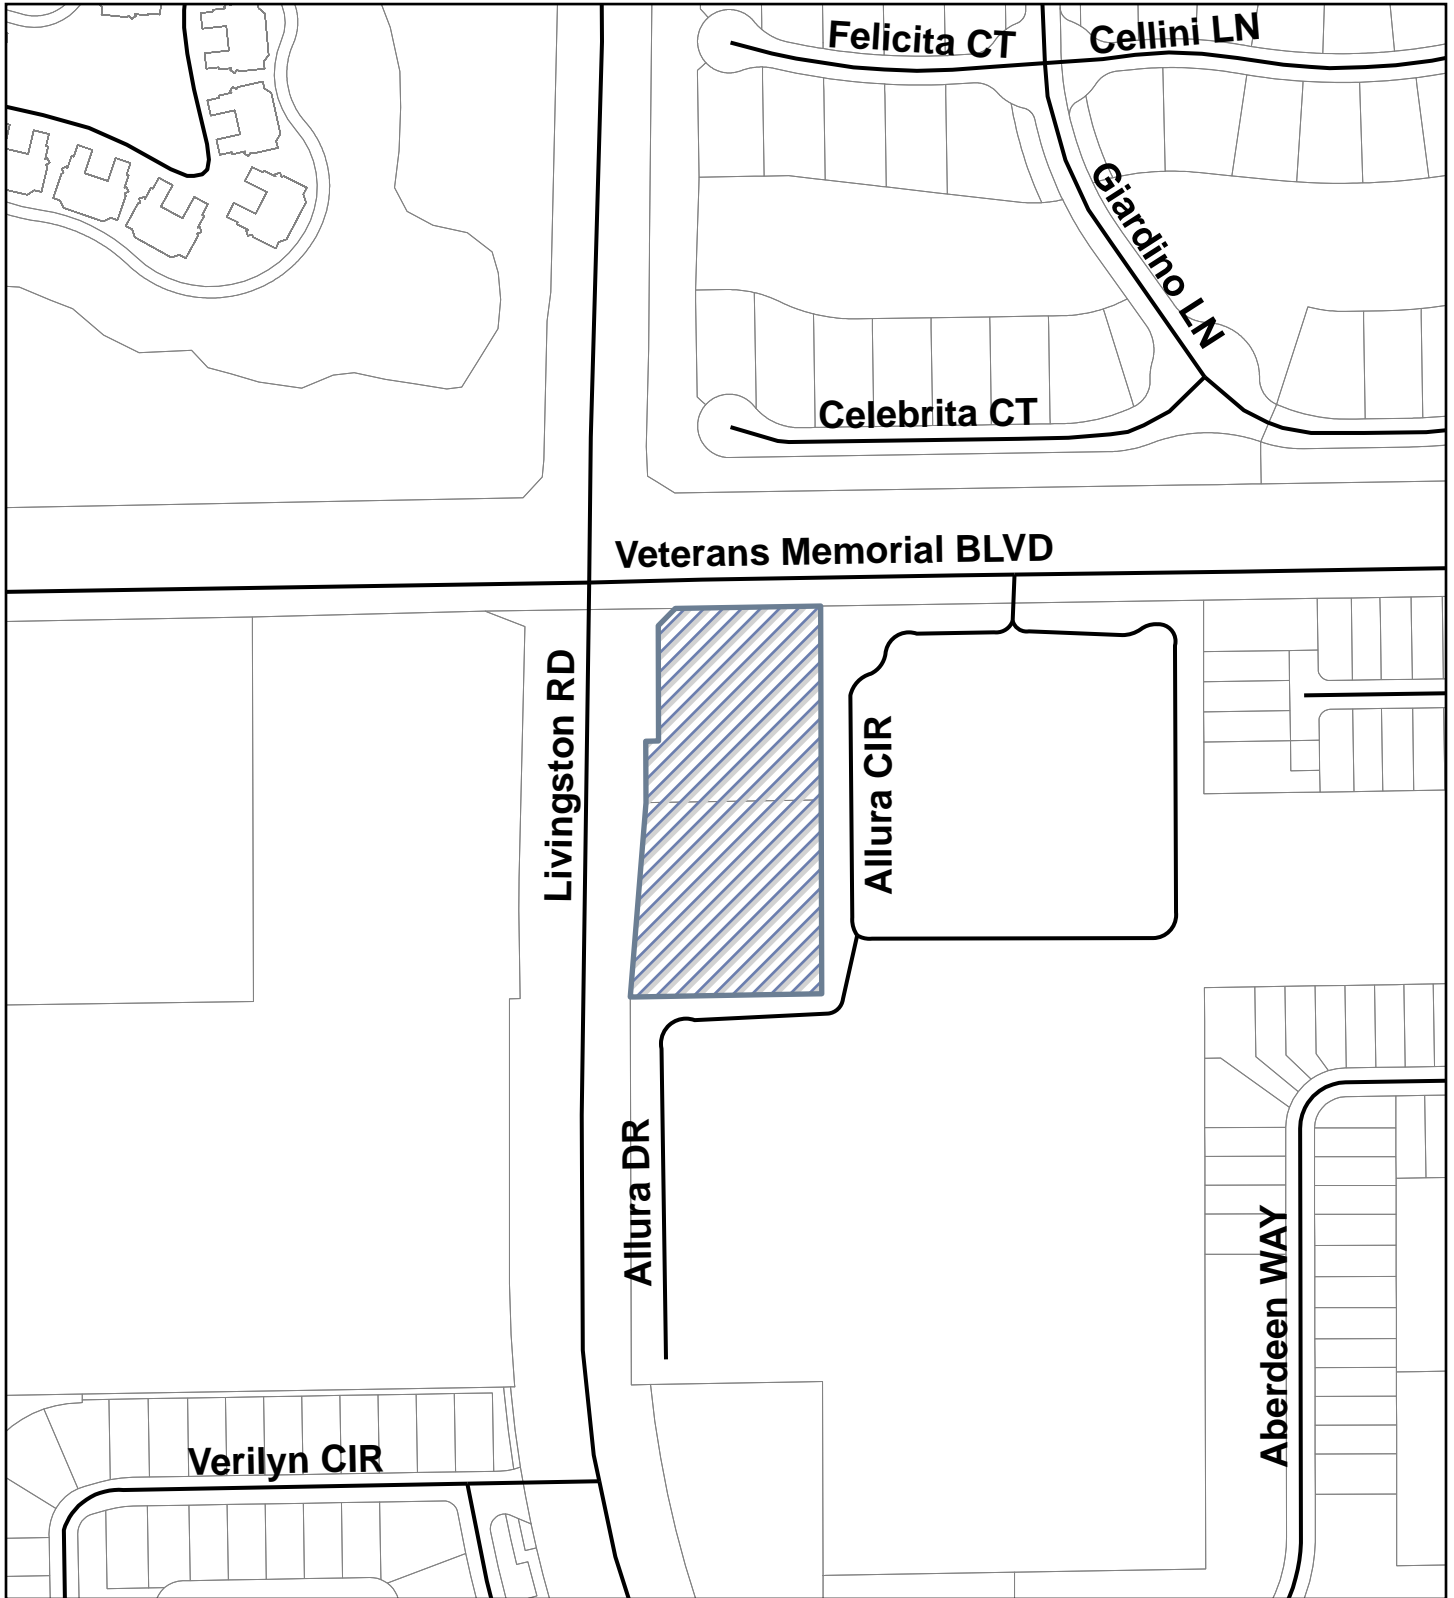 Felicita CT
Cellini LN
Giardino LN
Celebrita CT
Veterans Memorial BLVD
Livingston RD
Allura CIR
Allura DR
Aberdeen WAY
Verilyn CIR